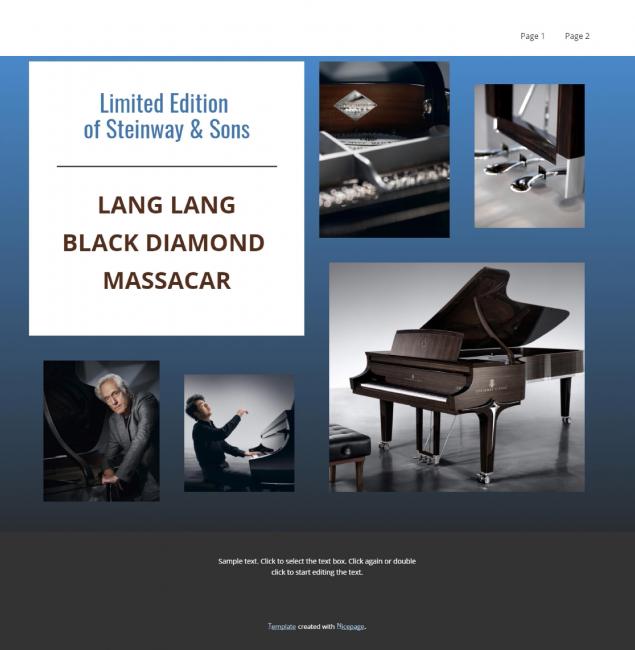 Page 1 Page 2
Limited Edition
of Steinway & Sons
LANG LANG
BLACK DIAMOND
MASSACAR
Sample text. Click to select the text box. Click again or double
click to start editing the text.
Template created with Nicepage.